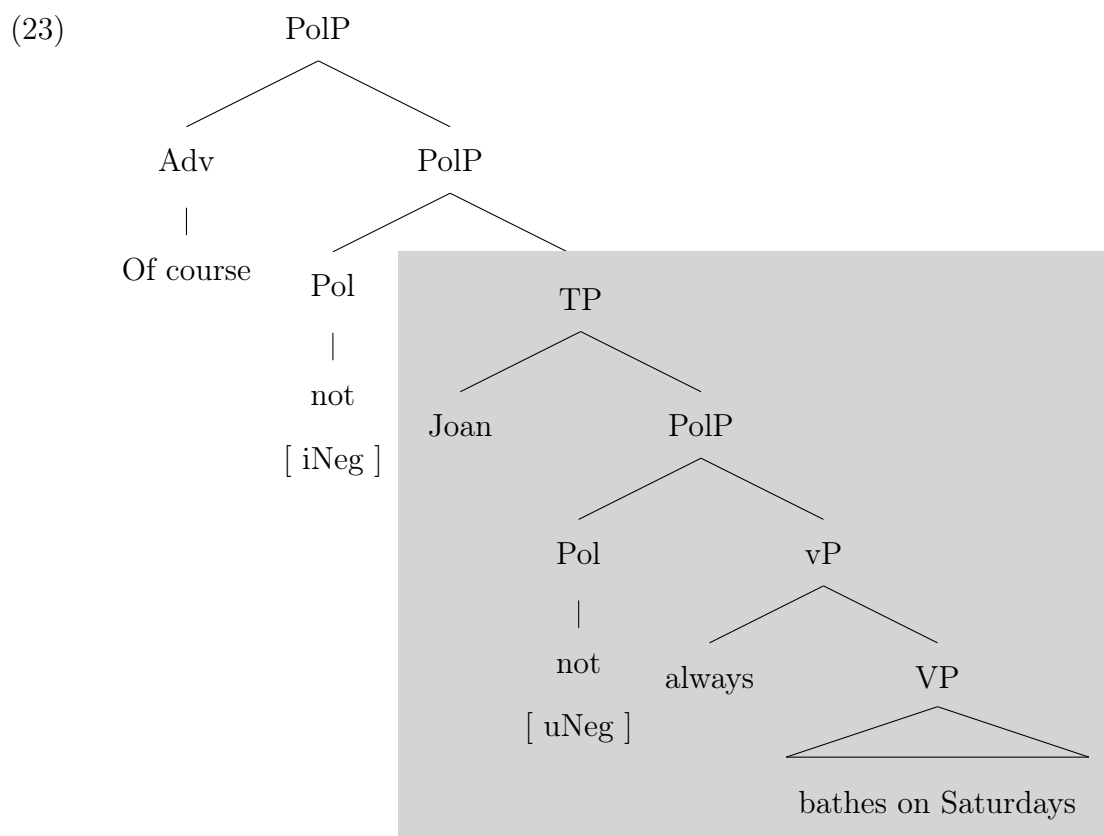 (23) PolP
Adv PolP
Of course Pol TP
not Joan PolP
[ iNeg ]
Pol vP
not always VP
[ uNeg ]
bathes on Saturdays